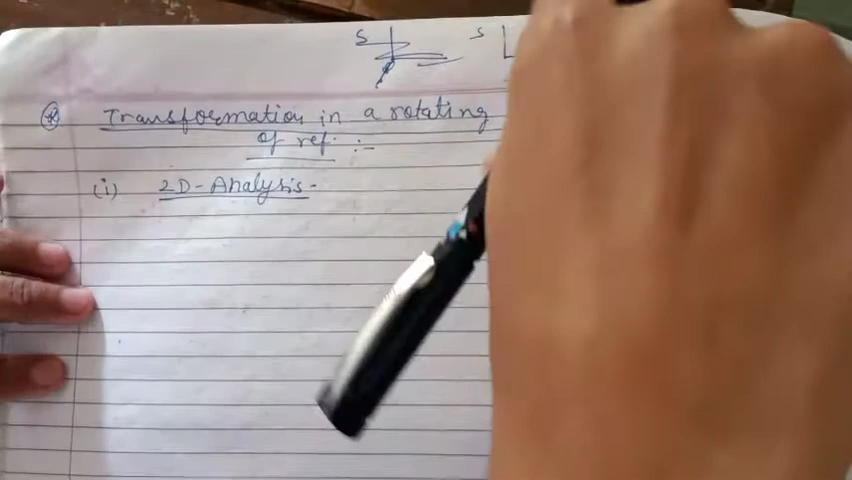 S S
Transformation in a rotating
of ref. :-
(i) 2D-Analysis-